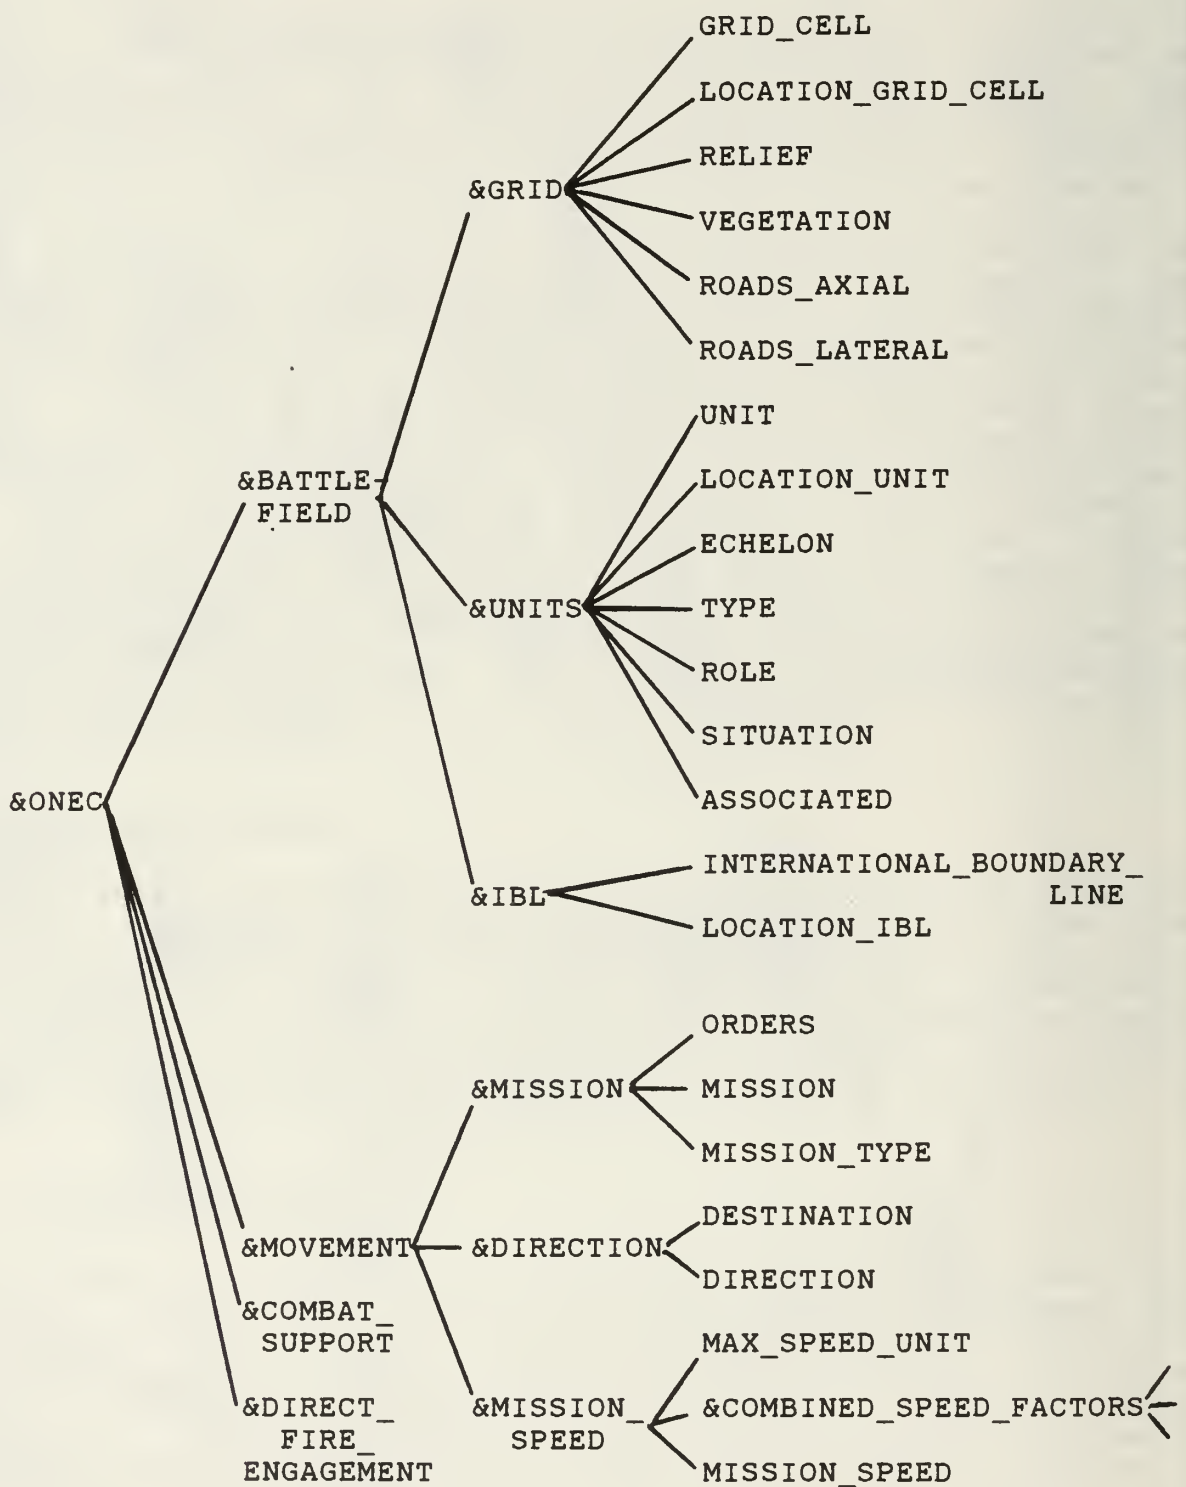 GRID_CELL
LOCATION_GRID_CELL
RELIEF
&GRID
VEGETATION
ROADS_AXIAL
ROADS_LATERAL
UNIT
&BATTLE-
FIELD
LOCATION_UNIT
ECHELON
&UNITS
TYPE
ROLE
SITUATION
&ONEC
ASSOCIATED
INTERNATIONAL_BOUNDARY_
LINE
&IBL
LOCATION_IBL
ORDERS
&MISSION
MISSION
MISSION_TYPE
DESTINATION
&MOVEMENT
&DIRECTION
DIRECTION
&COMBAT_
SUPPORT
MAX_SPEED_UNIT
&DIRECT_
FIRE_
ENGAGEMENT
&MISSION_
SPEED
&COMBINED_SPEED_FACTORS
MISSION_SPEED